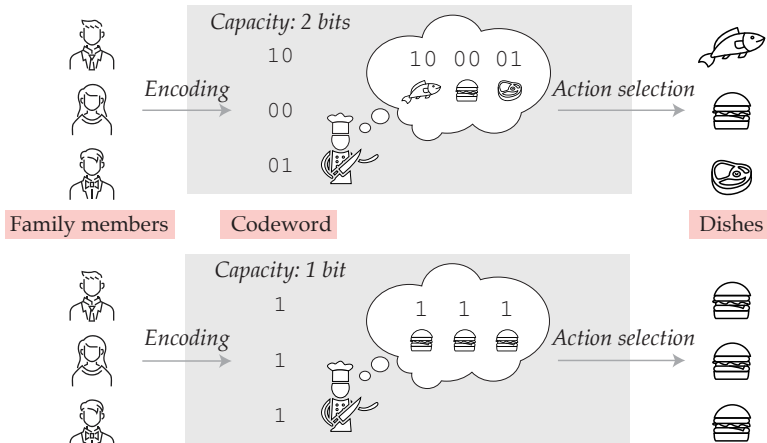 Capacity: 2 bits
10
10 00 01
Encoding
Action selection
00
01
Family members
Codeword
Dishes
Capacity: 1 bit
1
1 1 1
Encoding
Action selection
1
1